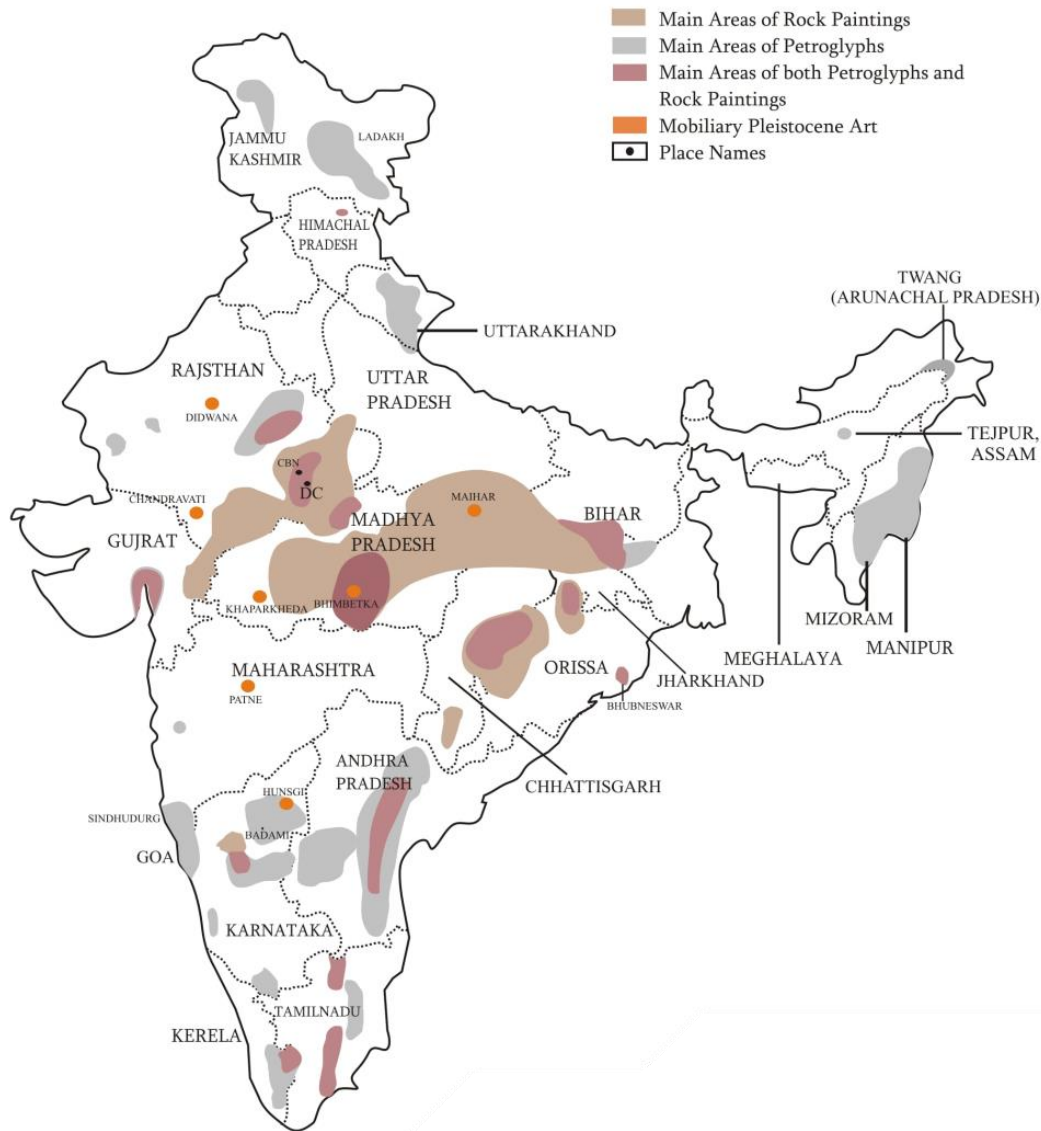 Main Areas of Rock Paintings
Main Areas of Petroglyphs
Main Areas of both Petroglyphs and
Rock Paintings
Mobiliary Pleistocene Art
Place Names
JAMMU
KASHMIR
LADAKH
HIMACHAL
PRADESH
TWANG
(ARUNACHAL PRADESH)
UTTARAKHAND
RAJSTHAN
UTTAR
PRADESH
DIDWANA
TEJPUR,
ASSAM
CBN
DC
CHANDRAVATI
MAIHAR
MADHYA
PRADESH
BIHAR
GUJRAT
KHAPARKHEDA
BHIMBETKA
MIZORAM
MANIPUR
MEGHALAYA
MAHARASHTRA
ORISSA
JHARKHAND
PATNE
BHUBNESWAR
ANDHRA
PRADESH
CHHATTISGARH
HUNSGI
SINDHUDURG
BADAMI
GOA
KARNATAKA
TAMILNADU
KERELA